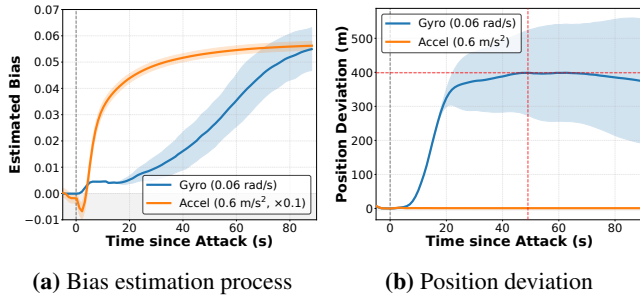 Estimated Bias
0.07
0.06
0.05
0.04
0.03
0.02
0.01
0.00
−0.01
Gyro (0.06 rad/s)
Accel (0.6 m/s², ×0.1)
0 20 40 60 80
Time since Attack (s)
(a) Bias estimation process
Position Deviation (m)
500
400
300
200
100
0
Gyro (0.06 rad/s)
Accel (0.6 m/s²)
0 20 40 60 80
Time since Attack (s)
(b) Position deviation